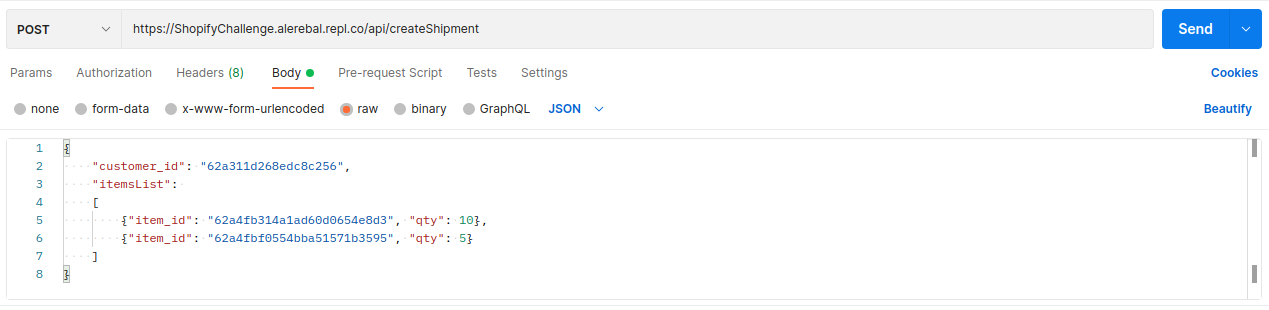 POST https://ShopifyChallenge.alerebal.repl.co/api/createShipment Send
Params Authorization Headers (8) Body Pre-request Script Tests Settings Cookies
none form-data x-www-form-urlencoded raw binary GraphQL JSON Beautify
1 {
2 "customer_id": "62a311d268edc8c256",
3 "itemsList":
4 [
5 {"item_id": "62a4fb314a1ad60d0654e8d3", "qty": 10},
6 {"item_id": "62a4fbf0554bba51571b3595", "qty": 5}
7 ]
8 }